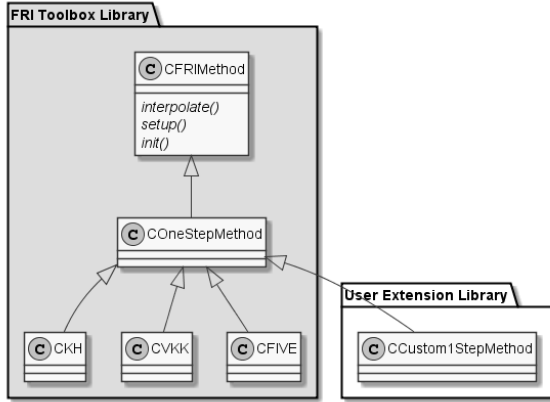 FRI Toolbox Library
C CFRIMethod
interpolate()
setup()
init()
C COneStepMethod
User Extension Library
C CKH
C CVKK
C CFIVE
C CCustom1StepMethod